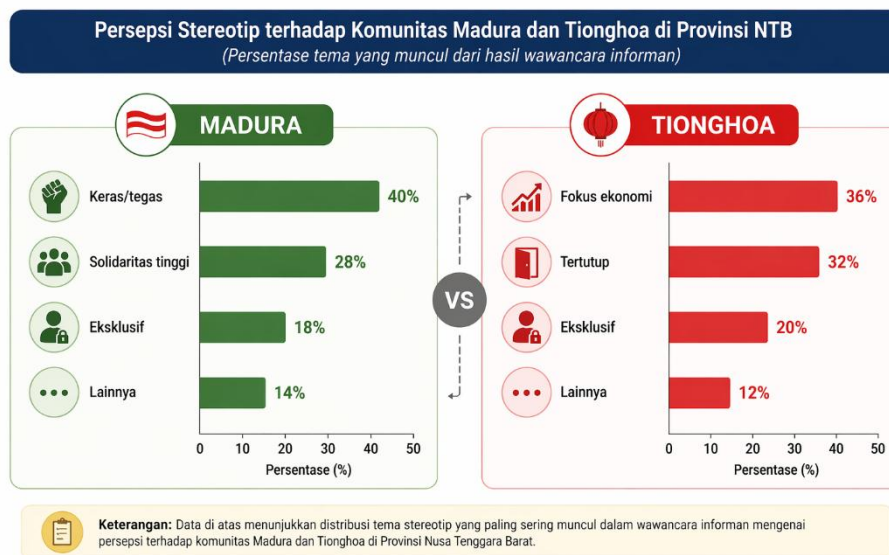 Persepsi Stereotip terhadap Komunitas Madura dan Tionghoa di Provinsi NTB
(Persentase tema yang muncul dari hasil wawancara informan)
MADURA
Keras/tegas 40%
Solidaritas tinggi 28%
Eksklusif 18%
Lainnya 14%
0 10 20 30 40 50
Persentase (%)
VS
TIONGHOA
Fokus ekonomi 36%
Tertutup 32%
Eksklusif 20%
Lainnya 12%
0 10 20 30 40 50
Persentase (%)
Keterangan: Data di atas menunjukkan distribusi tema stereotip yang paling sering muncul dalam wawancara informan mengenai
persepsi terhadap komunitas Madura dan Tionghoa di Provinsi Nusa Tenggara Barat.